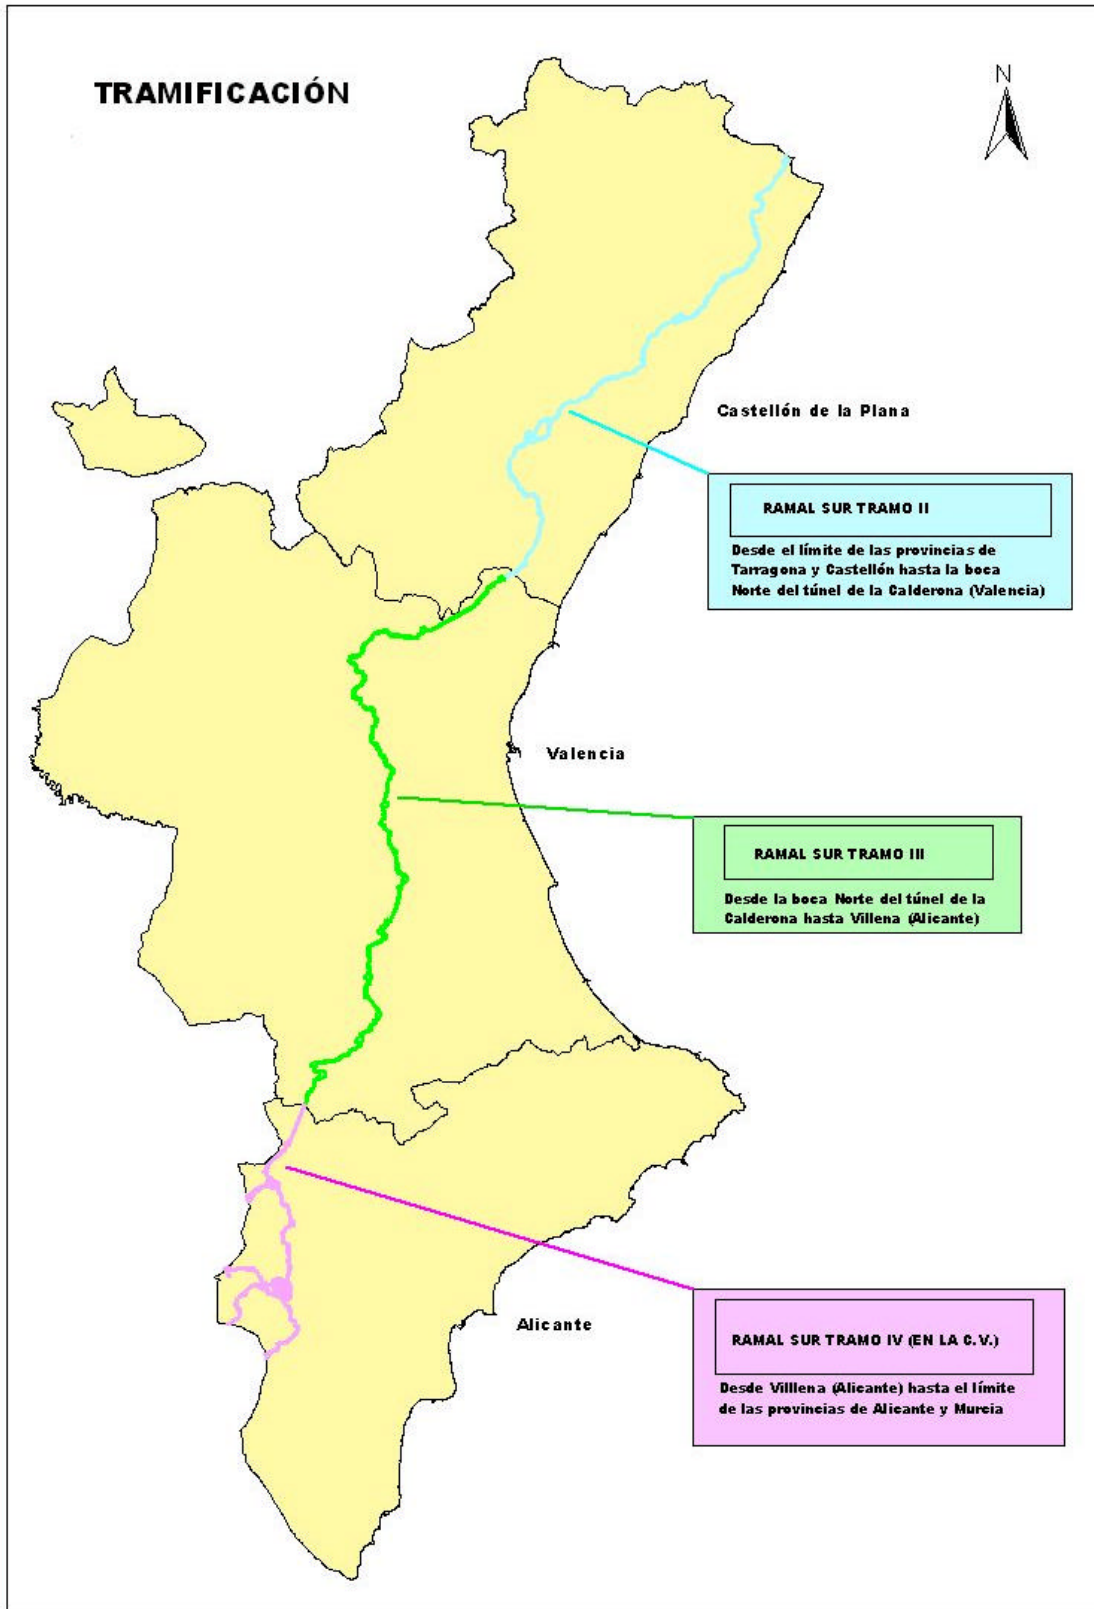 TRAMIFICACIÓN
N
Castellón de la Plana
RAMAL SUR TRAMO II
Desde el límite de las provincias de
Tarragona y Castellón hasta la boca
Norte del túnel de la Calderona (Valencia)
Valencia
RAMAL SUR TRAMO III
Desde la boca Norte del túnel de la
Calderona hasta Villena (Alicante)
Alicante
RAMAL SUR TRAMO IV (EN LA C.V.)
Desde Villlena (Alicante) hasta el límite
de las provincias de Alicante y Murcia